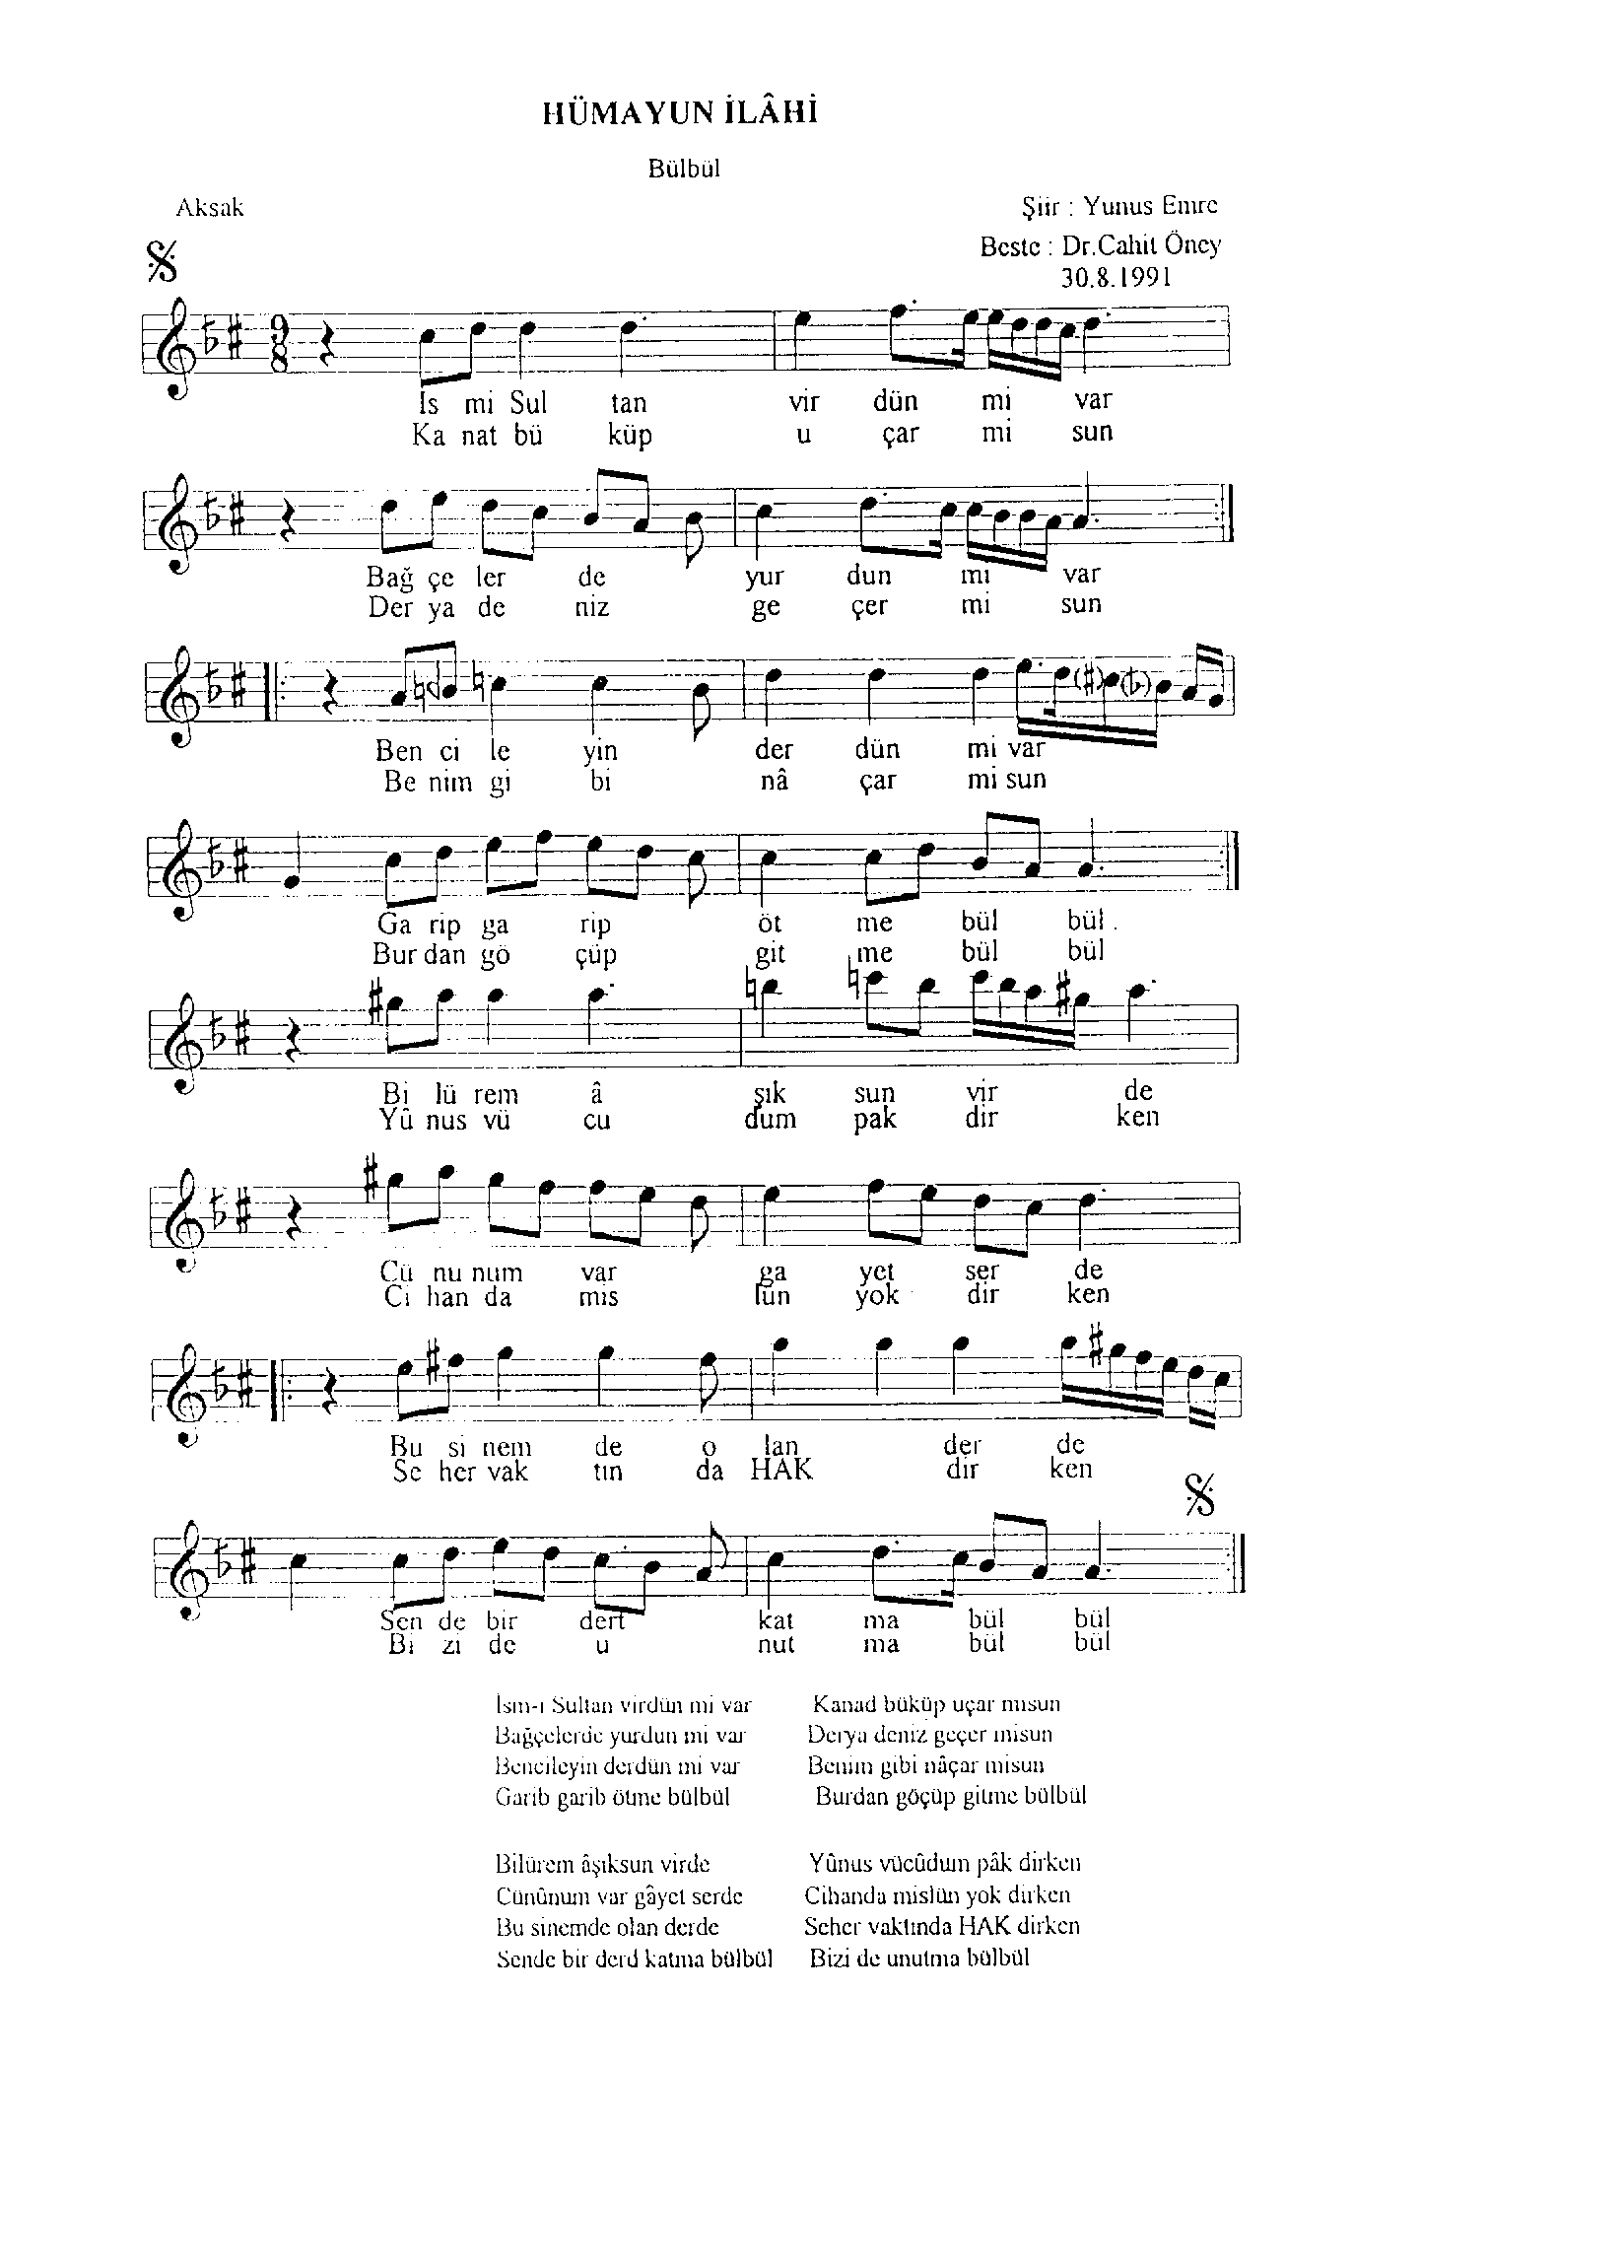 HÜMAYUN İLÂHİ
Bülbül
Aksak
Şiir : Yunus Emre
Beste : Dr.Cahit Öney
30.8.1991
9
8
Is mi Sul tan vir dün mi var
Ka nat bü küp u çar mi sun
Bağ çe ler de yur dun mi var
Der ya de niz ge çer mi sun
Ben ci le yin der dün mi var
Be nim gi bi nâ çar mi sun
Ga rip ga rip öt me bül bül .
Bur dan gö çüp git me bül bül
Bi lü rem â şık sun vir de
Yû nus vü cu dum pak dir ken
Cü nu num var ga yet ser de
Ci han da mis lün yok dir ken
Bu si nem de o lan der de
Se her vak tın da HAK dir ken
Sen de bir dert kat ma bül bül
Bi zi de u nut ma bül bül
İsm-i Sultan virdün mi var Kanad büküp uçar mısun
Bağçelerde yurdun mi var Derya deniz geçer misun
Bencileyin derdün mi var Benim gibi nâçar misun
Garib garib ötme bülbül Burdan göçüp gitme bülbül
Bilürem âşıksun virde Yûnus vücûdum pâk dirken
Cünûnum var gâyet serde Cihanda mislün yok dirken
Bu sinemde olan derde Seher vaktında HAK dirken
Sende bir derd katma bülbül Bizi de unutma bülbül